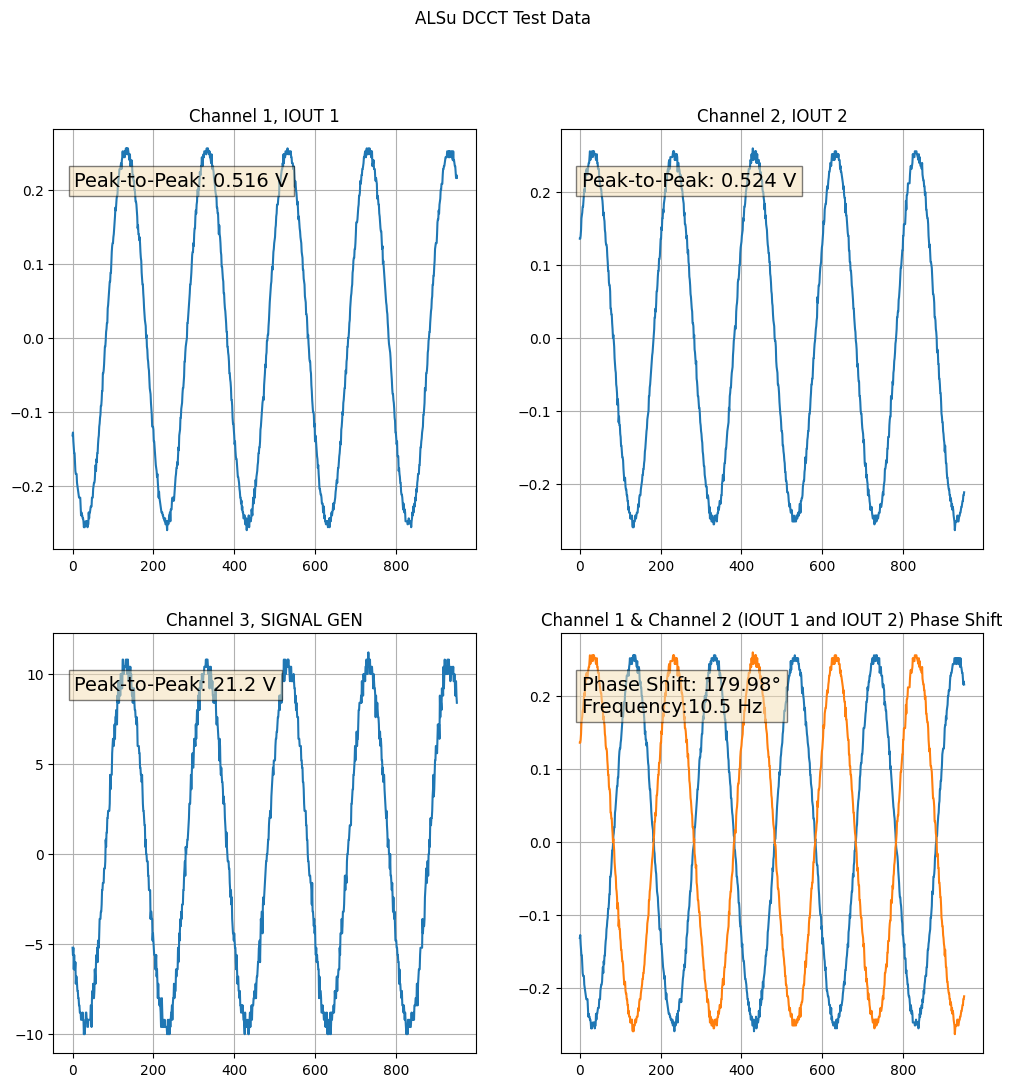 ALSu DCCT Test Data
Channel 1, IOUT 1
Peak-to-Peak: 0.516 V
0.2
0.1
0.0
−0.1
−0.2
0 200 400 600 800
Channel 2, IOUT 2
Peak-to-Peak: 0.524 V
0.2
0.1
0.0
−0.1
−0.2
0 200 400 600 800
Channel 3, SIGNAL GEN
Peak-to-Peak: 21.2 V
10
5
0
−5
−10
0 200 400 600 800
Channel 1 & Channel 2 (IOUT 1 and IOUT 2) Phase Shift
Phase Shift: 179.98°
Frequency:10.5 Hz
0.2
0.1
0.0
−0.1
−0.2
0 200 400 600 800